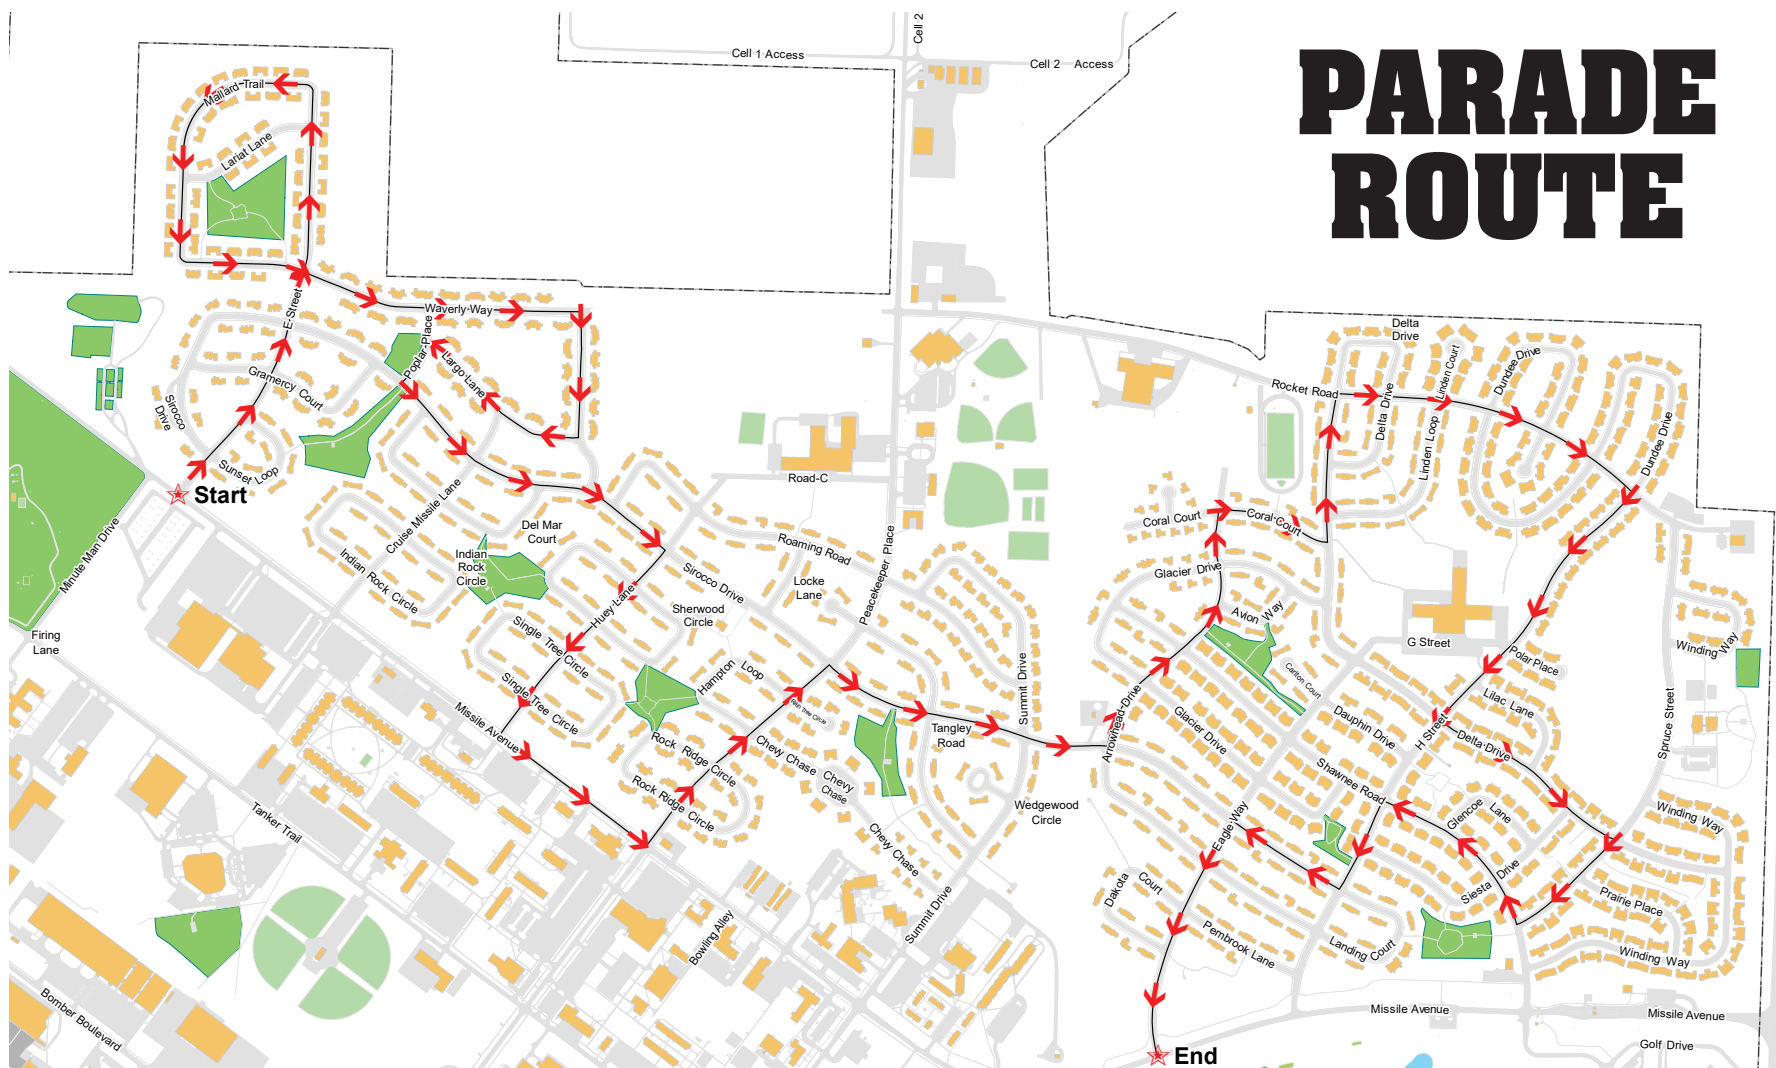 PARADE
ROUTE
Cell 2
Cell 1 Access
Cell 2 Access
Mallard Trail
Lariat Lane
E Street
Waverly Way
Poplar Place
Largo Lane
Gramercy Court
Sirocco
Drive
Sunset Loop
Start
Minute Man Drive
Firing
Lane
Cruise Missile Lane
Del Mar
Court
Indian
Rock
Circle
Indian Rock Circle
Huey Lane
Single Tree Circle
Single Tree Circle
Missile Avenue
Road C
Roaming Road
Sirocco Drive
Locke
Lane
Peacekeeper Place
Sherwood
Circle
Hampton Loop
Rain Tree Circle
Rock Ridge Circle
Rock Ridge Circle
Chewy Chase
Chevy
Chase
Chewy Chase
Tangley
Road
Summit Drive
Wedgewood
Circle
Summit Drive
Bowling Alley
Tanker Trail
Bomber Boulevard
Delta
Drive
Rocket Road
Delta Drive
Linden Court
Linden Loop
Dundee Drive
Dundee Drive
Coral Court
Coral Court
Glacier Drive
Avion Way
Carlton Court
G Street
Polar Place
Lilac Lane
Winding Way
Spruce Street
Arrowhead Drive
Glacier Drive
Dauphin Drive
H Street
Delta Drive
Shawnee Road
Glencoe Lane
Winding Way
Eagle Way
Siesta Drive
Prairie Place
Dakota Court
Pembrook Lane
Landing Court
Winding Way
Missile Avenue
Missile Avenue
Golf Drive
End